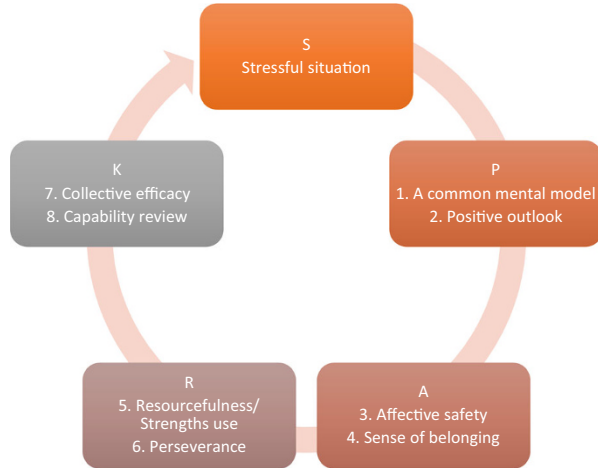 S
Stressful situation
P
1. A common mental model
2. Positive outlook
A
3. Affective safety
4. Sense of belonging
R
5. Resourcefulness/
Strengths use
6. Perseverance
K
7. Collective efficacy
8. Capability review